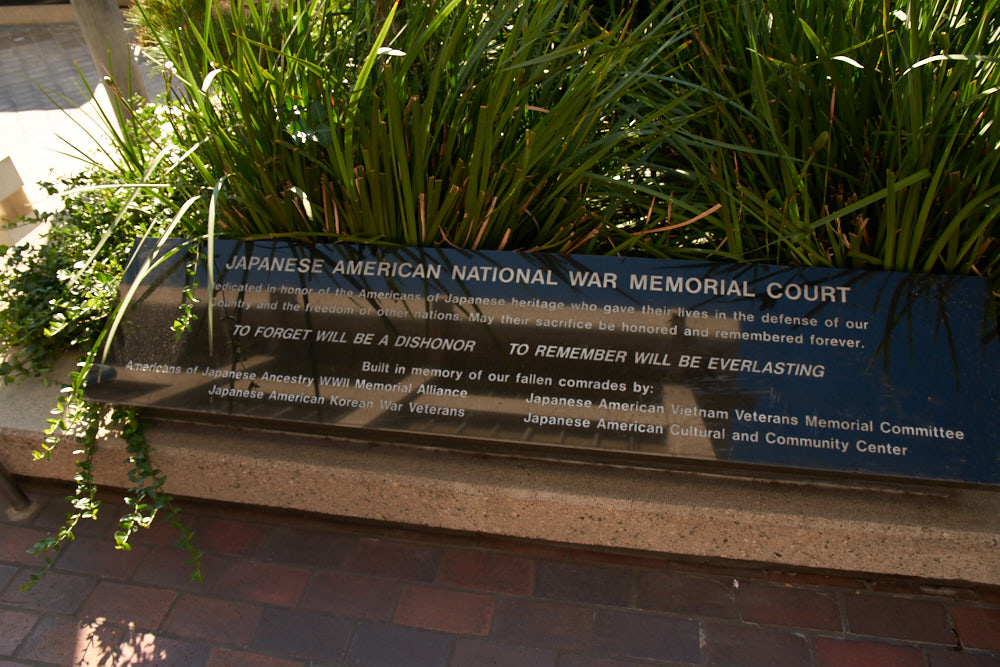 JAPANESE AMERICAN NATIONAL WAR MEMORIAL COURT
Dedicated in honor of the Americans of Japanese heritage who gave their lives in the defense of our
Country and the freedom of other nations. May their sacrifice be honored and remembered forever.
TO FORGET WILL BE A DISHONOR TO REMEMBER WILL BE EVERLASTING
Built in memory of our fallen comrades by:
Americans of Japanese Ancestry WWII Memorial Alliance
Japanese American Korean War Veterans
Japanese American Vietnam Veterans Memorial Committee
Japanese American Cultural and Community Center